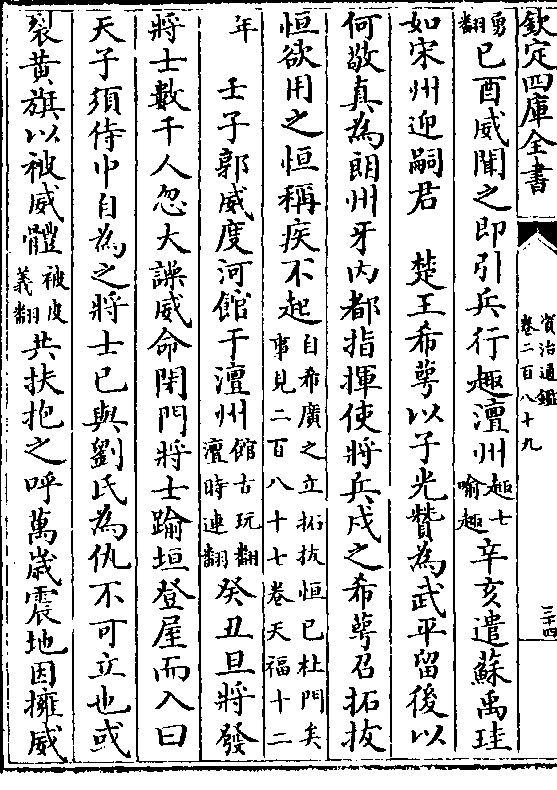 欽定四庫全書
資治通鑑
卷二百八十九
三十四
勇翻已酉威聞之即引兵行趣澶州趣七喻趣辛亥遣蘇禹珪
如宋州迎嗣君　楚王希萼以子光贊為武平留後以
何敬真為朗州牙内都指揮使將兵戍之希萼召拓拔
恒欲用之恒稱疾不起自希廣之立拓拔恒已杜門矣事見二百八十七卷天福十二
年　壬子郭威度河館于澶州館古玩翻澶時連翻癸丑旦將發
將士數千人忽大譟威命閉門將士踰垣登屋而入曰
天子須侍中自為之將士已與劉氏為仇不可立也或
裂黄旗以被威體被皮義翻共扶抱之呼萬歲震地因擁威